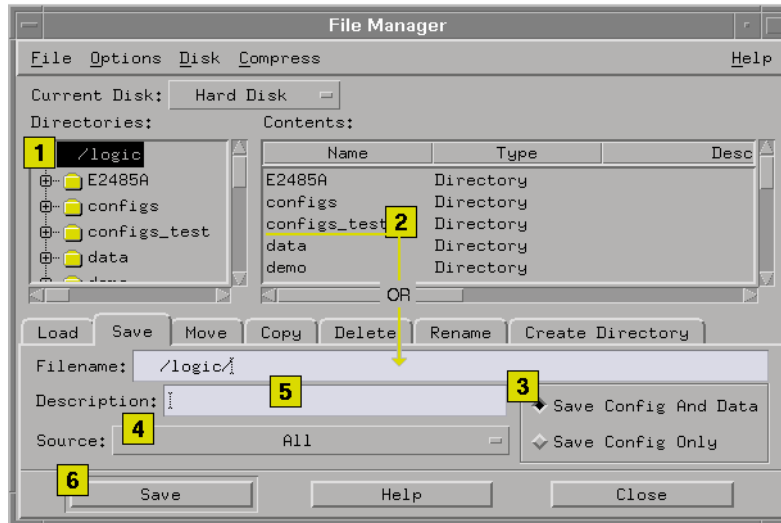 File Manager
File Options Disk Compress Help
Current Disk: Hard Disk
Directories: Contents:
1 /logic Name Type Desc
E2485A E2485A Directory
configs configs Directory
configs_test configs_test 2 Directory
data data Directory
demo demo Directory
OR
Load Save Move Copy Delete Rename Create Directory
Filename: /logic/
Description: 5 3 Save Config And Data
Source: 4 All Save Config Only
6 Save Help Close